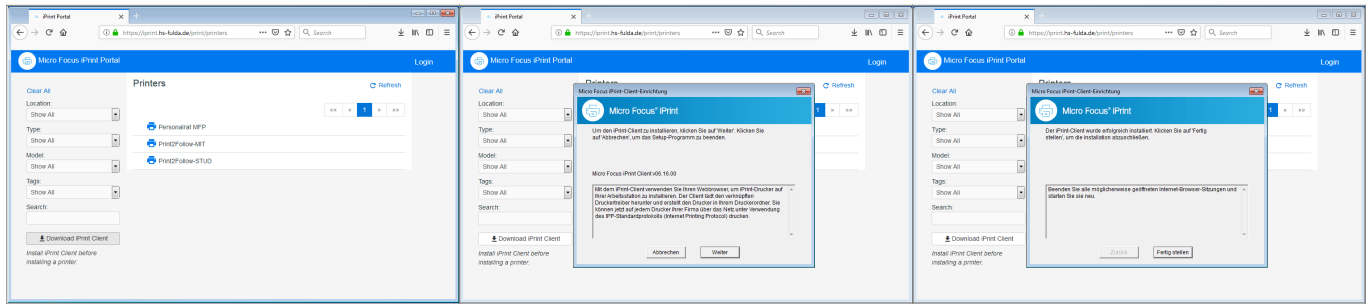 iPrint Portal
https://iprint.hs-fulda.de/print/printers
Search
Micro Focus iPrint Portal
Login
Clear All
Location:
Show All
Type:
Show All
Model:
Show All
Tags:
Show All
Search:
Download iPrint Client
Install iPrint Client before
installing a printer.
Printers
Refresh
1
Personalrat MFP
Print2Follow-MIT
Print2Follow-STUD
iPrint Portal
https://iprint.hs-fulda.de/print/printers
Search
Micro Focus iPrint Portal
Login
Clear All
Location:
Show All
Type:
Show All
Model:
Show All
Tags:
Show All
Search:
Download iPrint Client
Install iPrint Client before
installing a printer.
Printers
Refresh
1
Micro Focus iPrint-Client-Einrichtung
Micro Focus® iPrint
Um den iPrint-Client zu installieren, klicken Sie auf 'Weiter'. Klicken Sie
auf 'Abbrechen', um das Setup-Programm zu beenden.
Micro Focus iPrint Client v06.16.00
Mit dem iPrint-Client verwenden Sie Ihren Webbrowser, um iPrint-Drucker auf
Ihrer Arbeitsstation zu installieren. Der Client lädt den verknüpften
Druckertreiber herunter und erstellt den Drucker in Ihrem Druckerordner. Sie
können jetzt auf jedem Drucker Ihrer Firma über das Netz unter Verwendung
des IPP-Standardprotokolls (Internet Printing Protocol) drucken.
Abbrechen
Weiter
iPrint Portal
https://iprint.hs-fulda.de/print/printers
Search
Micro Focus iPrint Portal
Login
Clear All
Location:
Show All
Type:
Show All
Model:
Show All
Tags:
Show All
Search:
Download iPrint Client
Install iPrint Client before
installing a printer.
Printers
Refresh
1
Micro Focus iPrint-Client-Einrichtung
Micro Focus® iPrint
Der iPrint-Client wurde erfolgreich installiert. Klicken Sie auf 'Fertig
stellen', um die Installation abzuschließen.
Beenden Sie alle möglicherweise geöffneten Internet-Browser-Sitzungen und
starten Sie sie neu.
Zurück
Fertig stellen